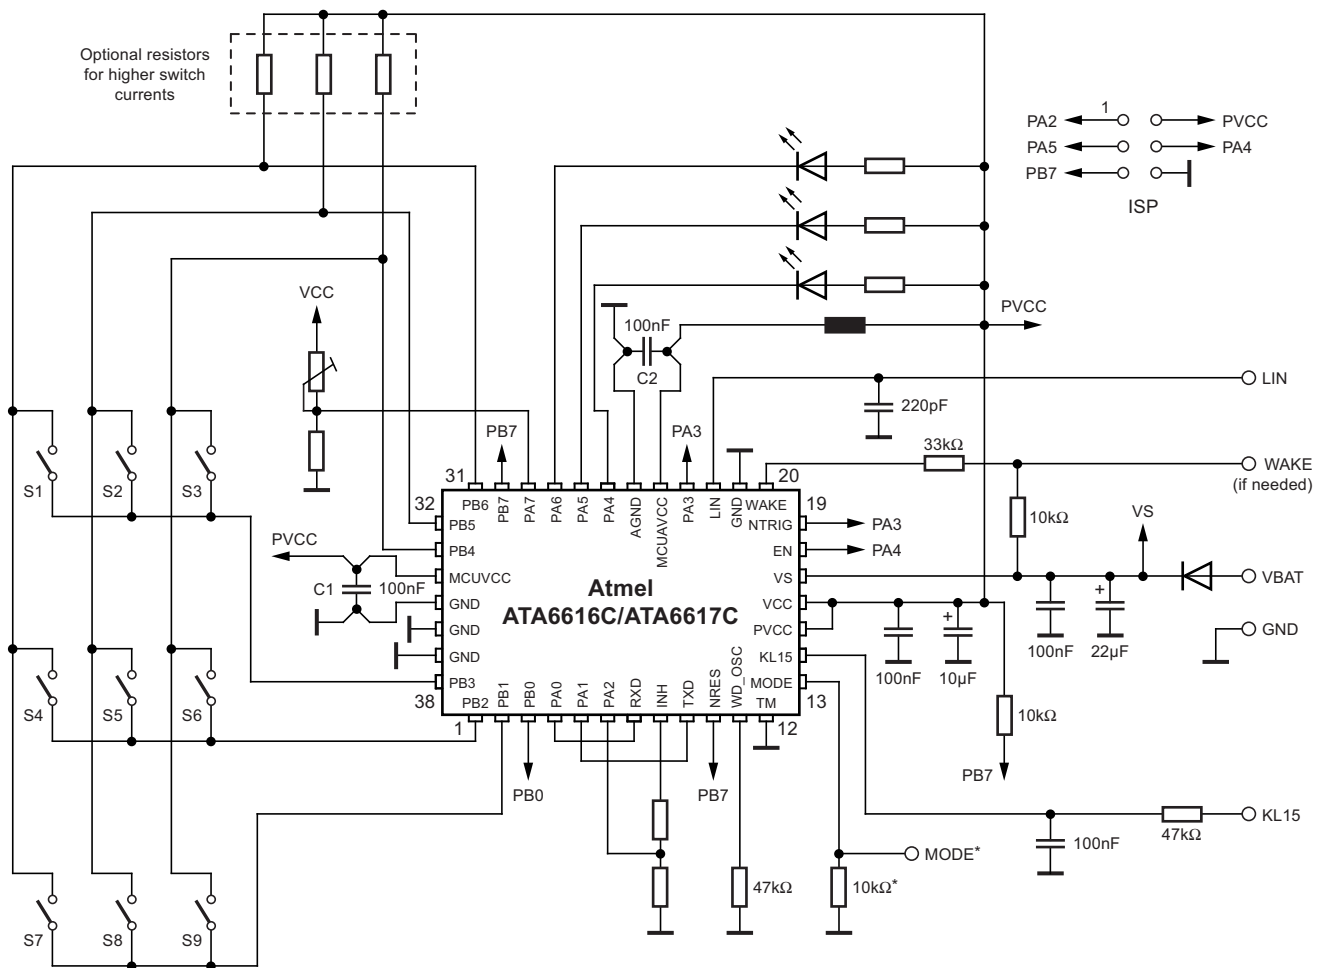 Optional resistors
for higher switch
currents
PA2
1
PVCC
PA5
PA4
PB7
ISP
VCC
100nF
C2
PVCC
LIN
220pF
33kΩ
WAKE
(if needed)
10kΩ
VS
VBAT
GND
S1
S2
S3
PB7
PA3
31
20
32
19
PB6
PB7
PA7
PA6
PA5
PA4
AGND
MCUAVCC
PA3
LIN
GND
WAKE
PB5
NTRIG
PA3
PB4
EN
PA4
PVCC
C1
100nF
MCUVCC
VS
GND
VCC
GND
PVCC
GND
KL15
PB3
MODE
Atmel
ATA6616C/ATA6617C
100nF
22µF
+
100nF
10µF
+
S4
S5
S6
38
13
PB2
PB1
PB0
PA0
PA1
PA2
RXD
INH
TXD
NRES
WD_OSC
TM
1
12
10kΩ
PB7
PB0
PB7
KL15
47kΩ
100nF
MODE*
47kΩ
10kΩ*
S7
S8
S9